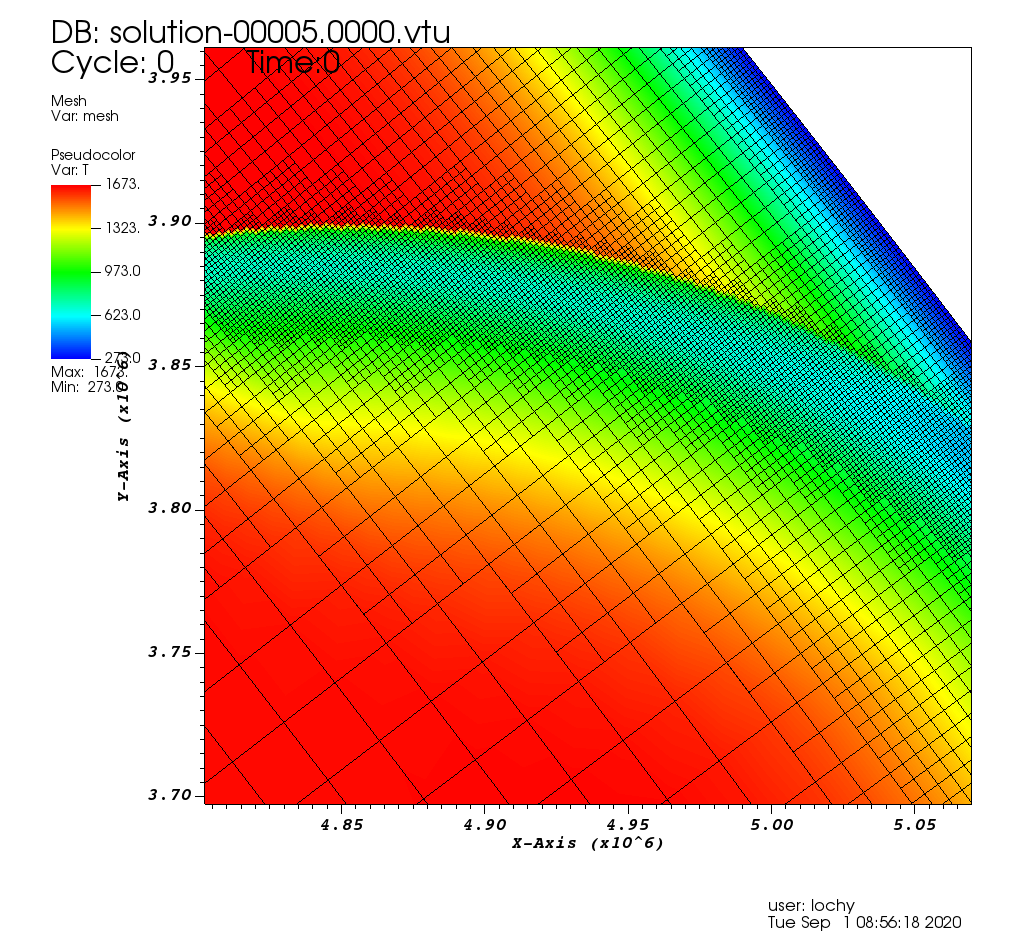 DB: solution-00005.0000.vtu
Cycle: 0 Time:0
Mesh
Var: mesh
Pseudocolor
Var: T
1673.
1323.
973.0
623.0
273.0
Max: 1673.
Min: 273.0
Y-Axis (x10^6)
3.95
3.90
3.85
3.80
3.75
3.70
4.85 4.90 4.95 5.00 5.05
X-Axis (x10^6)
user: lochy
Tue Sep 1 08:56:18 2020